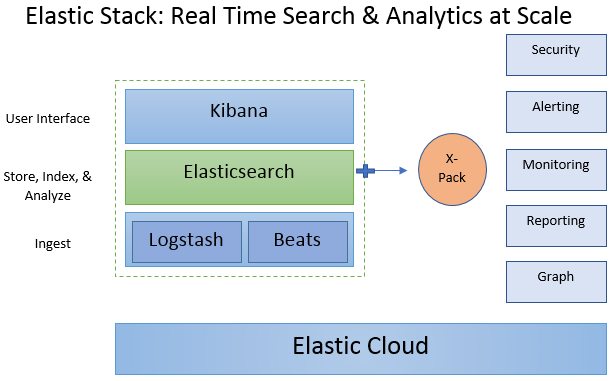 Elastic Stack: Real Time Search & Analytics at Scale
Security
Kibana
User Interface
Alerting
Elasticsearch
Store, Index, &
Analyze
X-
Pack
Monitoring
Ingest
Logstash
Beats
Reporting
Graph
Elastic Cloud